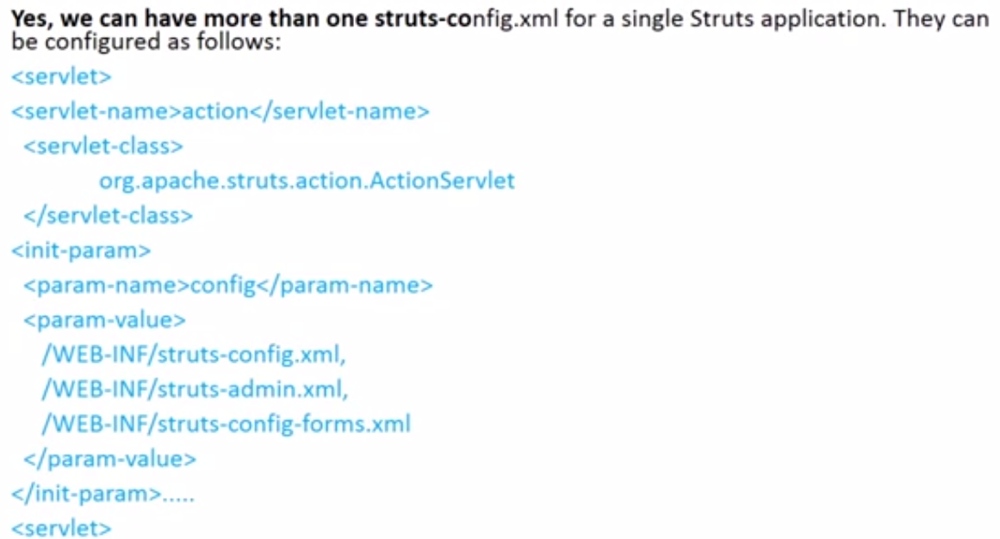 Yes, we can have more than one struts-config.xml for a single Struts application. They can
be configured as follows:
<servlet>
<servlet-name>action</servlet-name>
<servlet-class>
org.apache.struts.action.ActionServlet
</servlet-class>
<init-param>
<param-name>config</param-name>
<param-value>
/WEB-INF/struts-config.xml,
/WEB-INF/struts-admin.xml,
/WEB-INF/struts-config-forms.xml
</param-value>
</init-param>.....
<servlet>